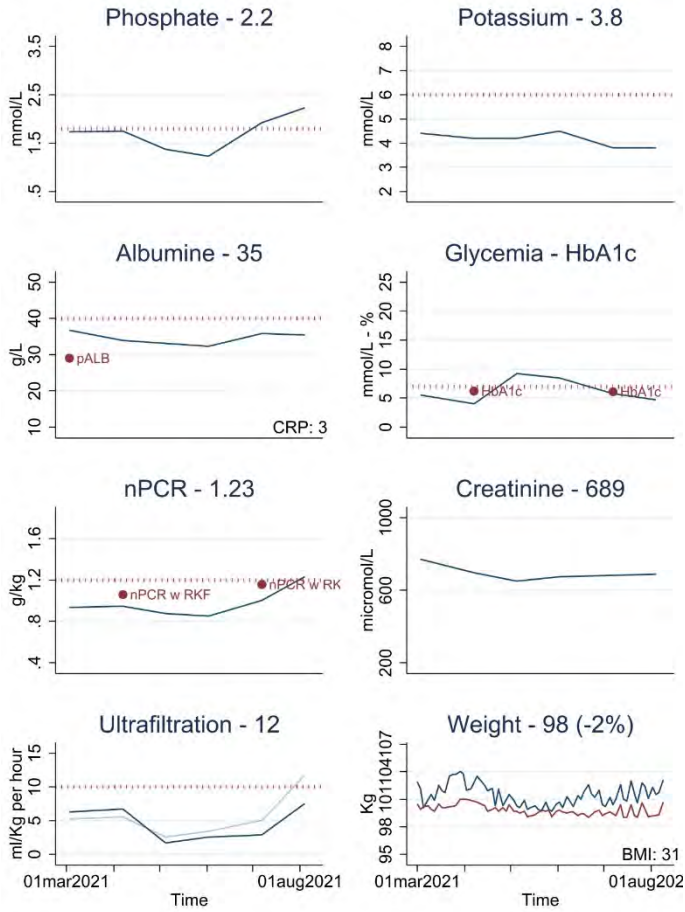 Phosphate - 2.2
mmol/L
.5
1.5
2.5
3.5
Potassium - 3.8
mmol/L
2
3
4
5
6
7
8
Albumine - 35
g/L
10
20
30
40
50
pALB
CRP: 3
Glycemia - HbA1c
mmol/L - %
0
5
10
15
20
25
HbA1c
HbA1c
nPCR - 1.23
g/kg
.4
.8
1.2
1.6
nPCR w RKF
nPCR w RK
Creatinine - 689
micromol/L
200
600
1000
Ultrafiltration - 12
ml/Kg per hour
0
5
10
15
01mar2021
01aug2021
Time
Weight - 98 (-2%)
Kg
95
98
101
104
107
BMI: 31
01mar2021
01aug202
Time